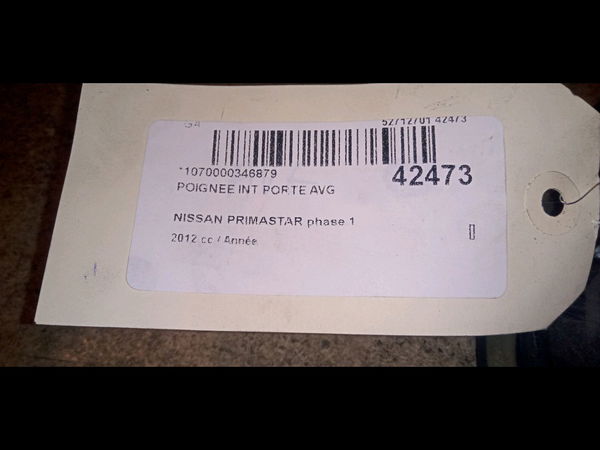 52712701 42473
*1070000346879
42473
POIGNEE INT PORTE AVG
NISSAN PRIMASTAR phase 1
2012 cc / Année